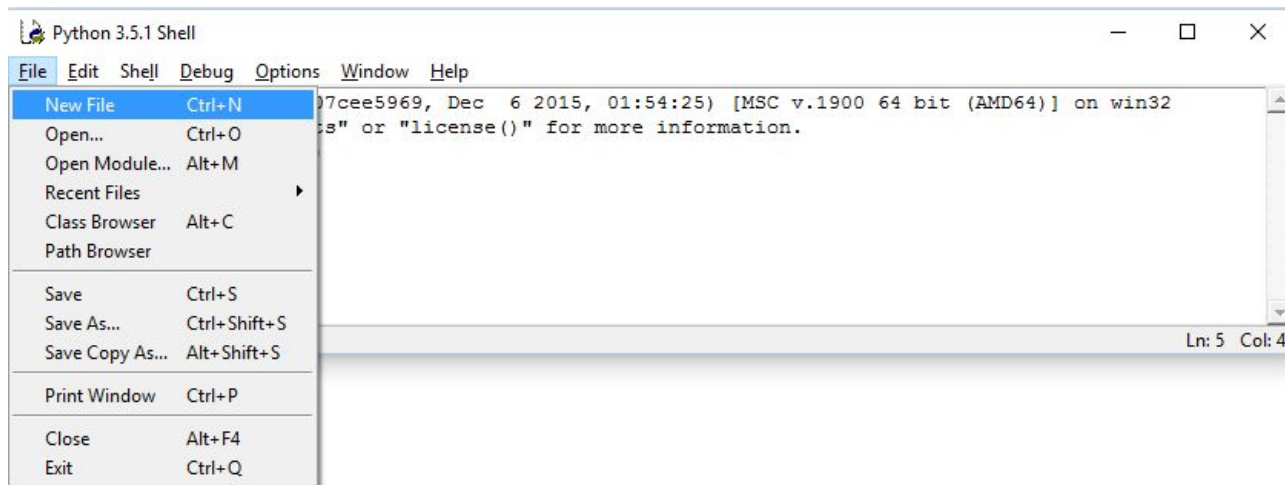 Python 3.5.1 Shell
File Edit Shell Debug Options Window Help
New File Ctrl+N
Open... Ctrl+O
Open Module... Alt+M
Recent Files
Class Browser Alt+C
Path Browser
Save Ctrl+S
Save As... Ctrl+Shift+S
Save Copy As... Alt+Shift+S
Print Window Ctrl+P
Close Alt+F4
Exit Ctrl+Q
7cee5969, Dec 6 2015, 01:54:25) [MSC v.1900 64 bit (AMD64)] on win32
s" or "license()" for more information.
Ln: 5 Col: 4